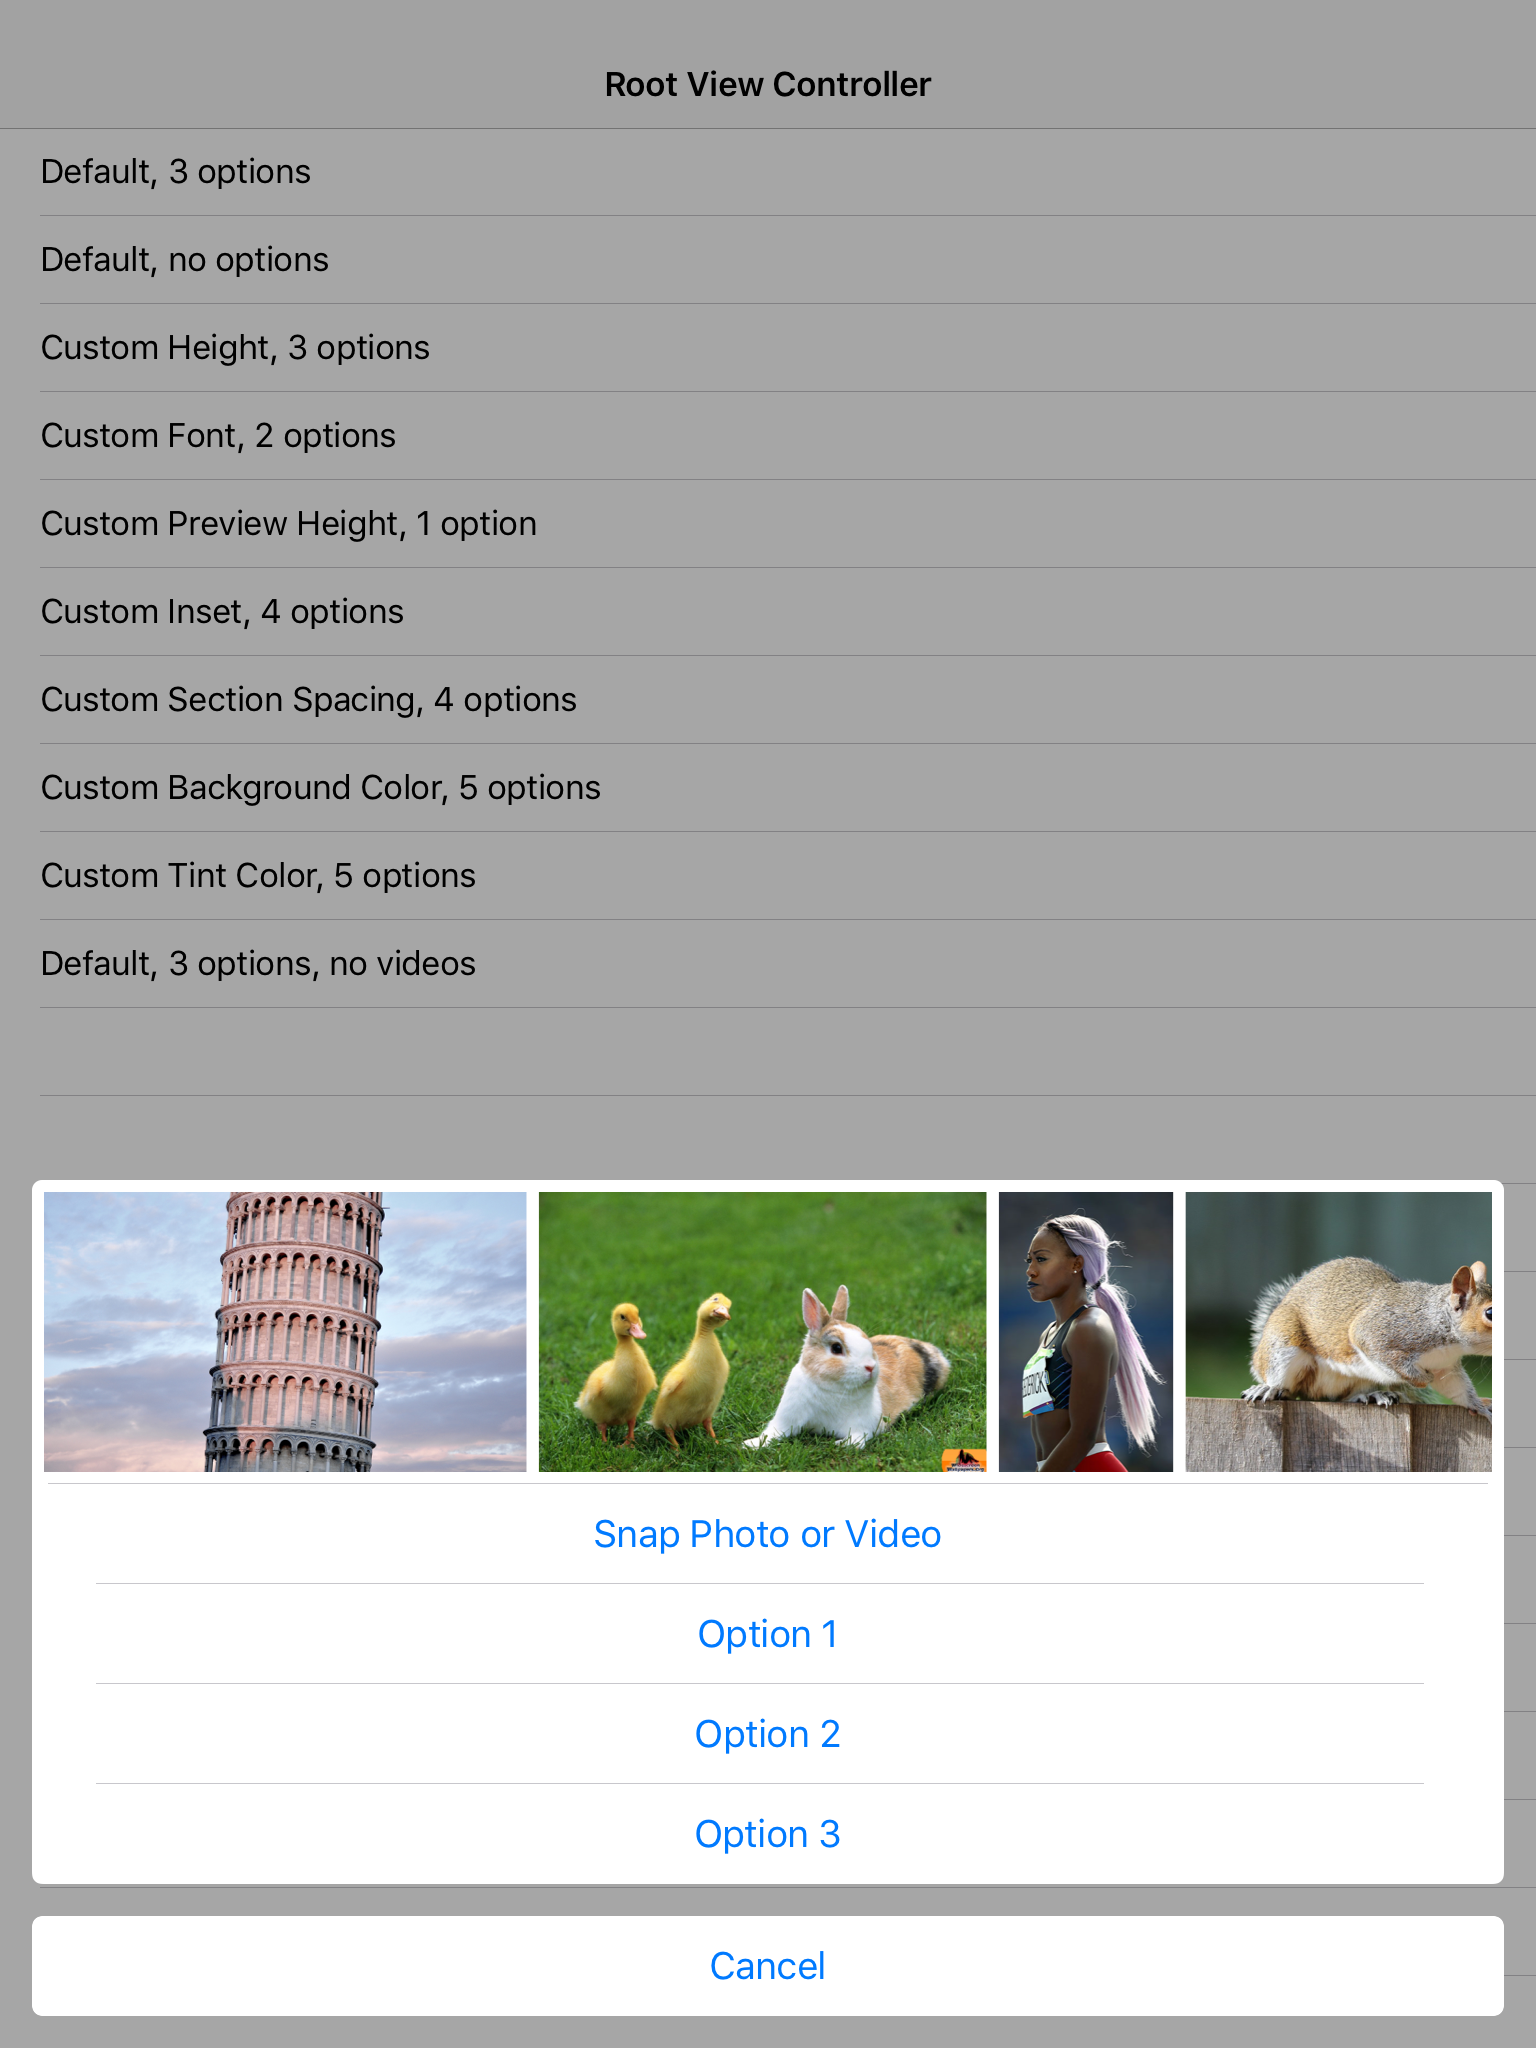 Root View Controller
Default, 3 options
Default, no options
Custom Height, 3 options
Custom Font, 2 options
Custom Preview Height, 1 option
Custom Inset, 4 options
Custom Section Spacing, 4 options
Custom Background Color, 5 options
Custom Tint Color, 5 options
Default, 3 options, no videos
Snap Photo or Video
Option 1
Option 2
Option 3
Cancel